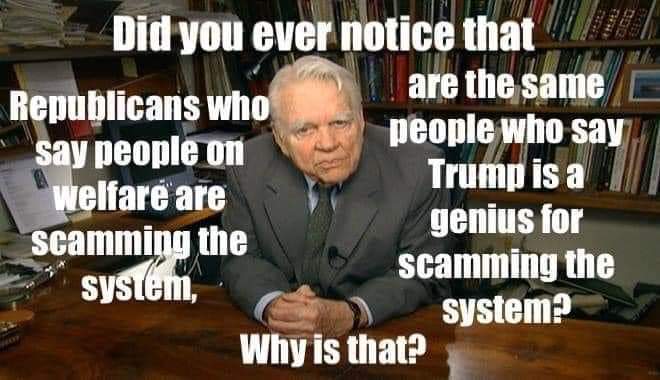 Did you ever notice that
Republicans who
say people on
welfare are
scamming the
system,
are the same
people who say
Trump is a
genius for
scamming the
system?
Why is that?